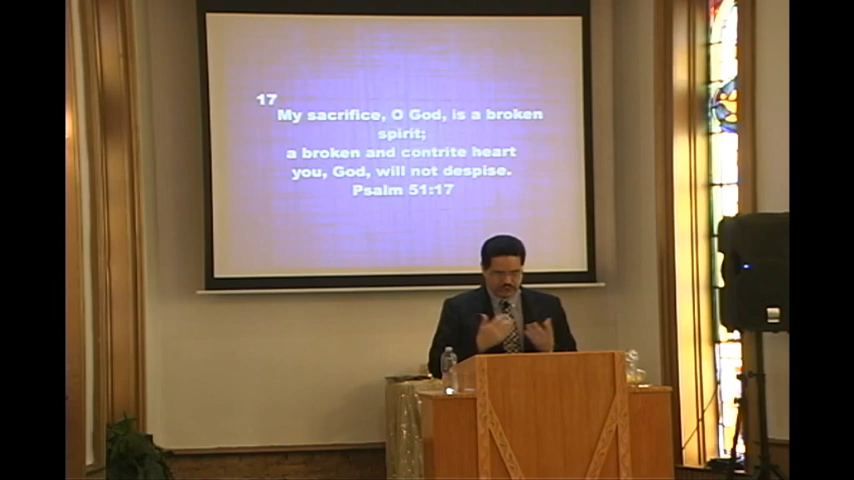 17
My sacrifice, O God, is a broken
spirit;
a broken and contrite heart
you, God, will not despise.
Psalm 51:17